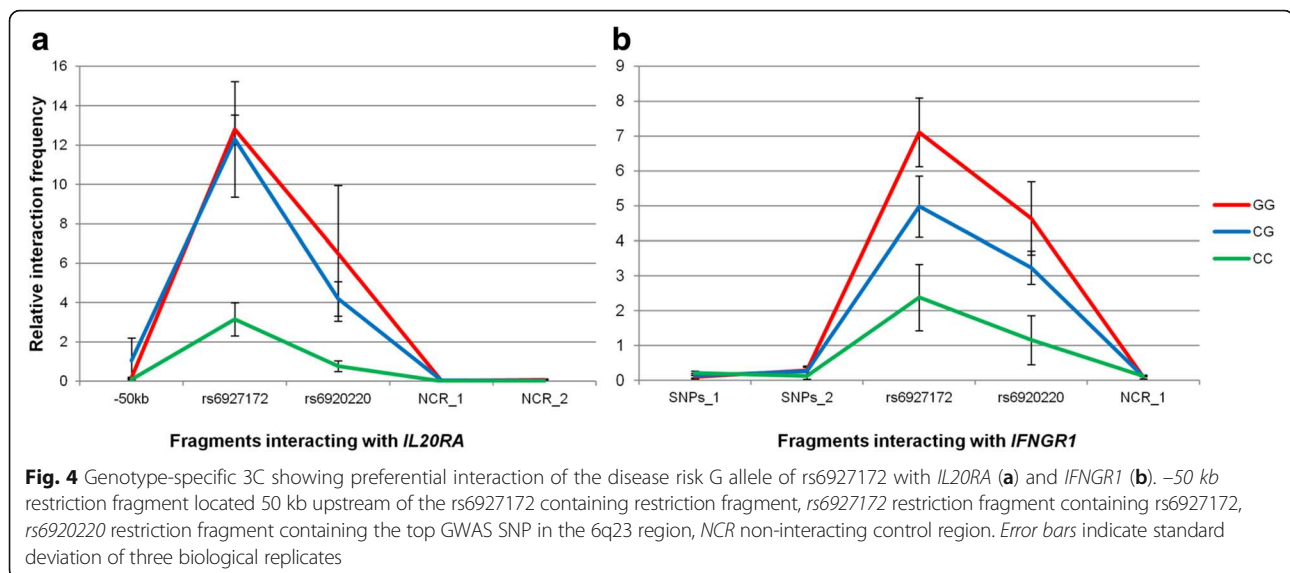 a
b
16
14
12
10
8
6
4
2
0
Relative interaction frequency
-50kb rs6927172 rs6920220 NCR_1 NCR_2
Fragments interacting with IL20RA
9
8
7
6
5
4
3
2
1
0
SNPs_1 SNPs_2 rs6927172 rs6920220 NCR_1
Fragments interacting with IFNGR1
GG
CG
CC
Fig. 4 Genotype-specific 3C showing preferential interaction of the disease risk G allele of rs6927172 with IL20RA (a) and IFNGR1 (b). –50 kb
restriction fragment located 50 kb upstream of the rs6927172 containing restriction fragment, rs6927172 restriction fragment containing rs6927172,
rs6920220 restriction fragment containing the top GWAS SNP in the 6q23 region, NCR non-interacting control region. Error bars indicate standard
deviation of three biological replicates